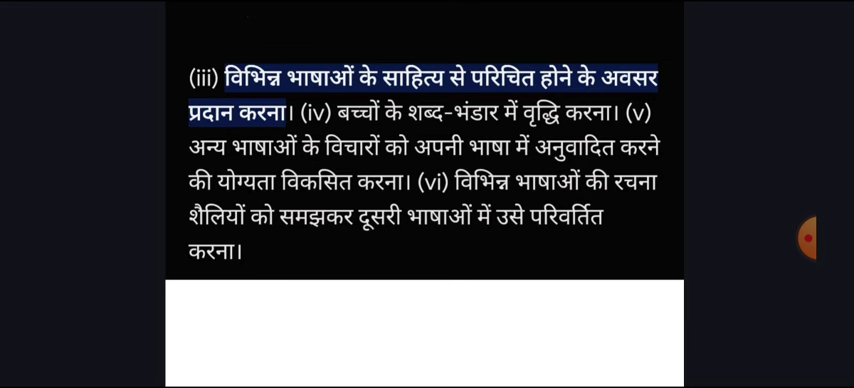 (iii) विभिन्न भाषाओं के साहित्य से परिचित होने के अवसर
प्रदान करना। (iv) बच्चों के शब्द-भंडार में वृद्धि करना। (v)
अन्य भाषाओं के विचारों को अपनी भाषा में अनुवादित करने
की योग्यता विकसित करना। (vi) विभिन्न भाषाओं की रचना
शैलियों को समझकर दूसरी भाषाओं में उसे परिवर्तित
करना।